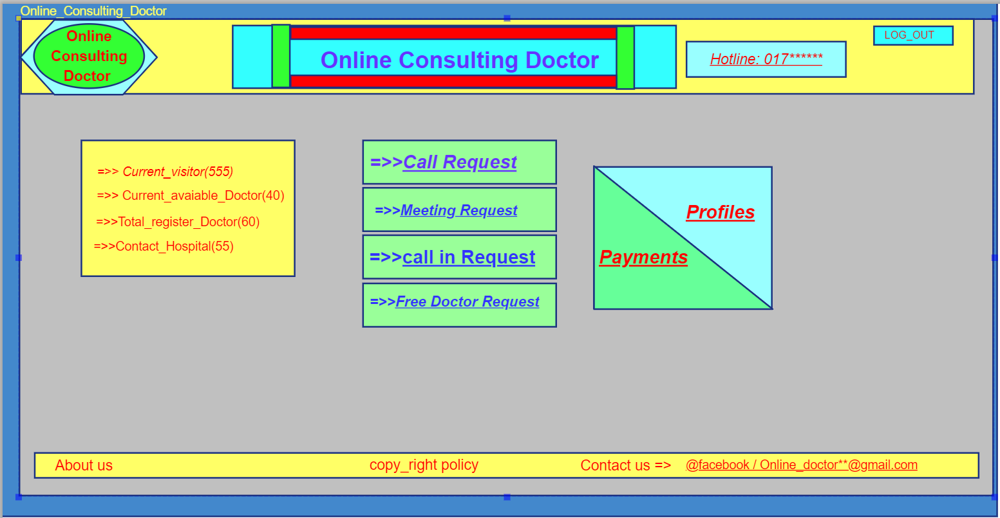 Online_Consulting_Doctor
Online
Consulting
Doctor
Online Consulting Doctor
Hotline: 017******
LOG_OUT
=>> Current_visitor(555)
=>> Current_avaiable_Doctor(40)
=>>Total_register_Doctor(60)
=>>Contact_Hospital(55)
=>>Call Request
=>>Meeting Request
=>>call in Request
=>>Free Doctor Request
Profiles
Payments
About us
copy_right policy
Contact us => @facebook / Online_doctor**@gmail.com